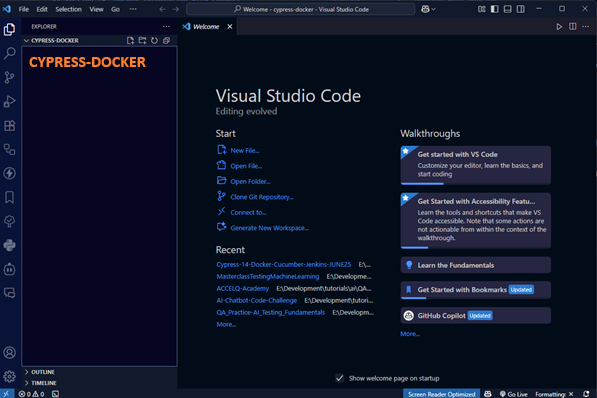 File Edit Selection View Go ··· Welcome - cypress-docker - Visual Studio Code
EXPLORER
CYPRESS-DOCKER
CYPRESS-DOCKER
OUTLINE
TIMELINE
Welcome
Visual Studio Code
Editing evolved
Start
New File...
Open File...
Open Folder...
Clone Git Repository...
Connect to...
Generate New Workspace...
Recent
Cypress-14-Docker-Cucumber-Jenkins-JUNE25 E:\...
MasterclassTestingMachineLearning E:\Developme...
ACCELQ-Academy E:\Development\tutorials\ui\QA...
AI-Chatbot-Code-Challenge E:\Development\tutori...
QA_Practice-AI_Testing_Fundamentals E:\Developm...
More...
Walkthroughs
Get started with VS Code
Customize your editor, learn the basics, and
start coding
Get Started with Accessibility Featu...
Learn the tools and shortcuts that make VS
Code accessible. Note that some actions are
not actionable from within the context of the
walkthrough.
Learn the Fundamentals
Get Started with Bookmarks Updated
GitHub Copilot Updated
More...
Show welcome page on startup
0 0 Screen Reader Optimized Go Live Formatting: ×